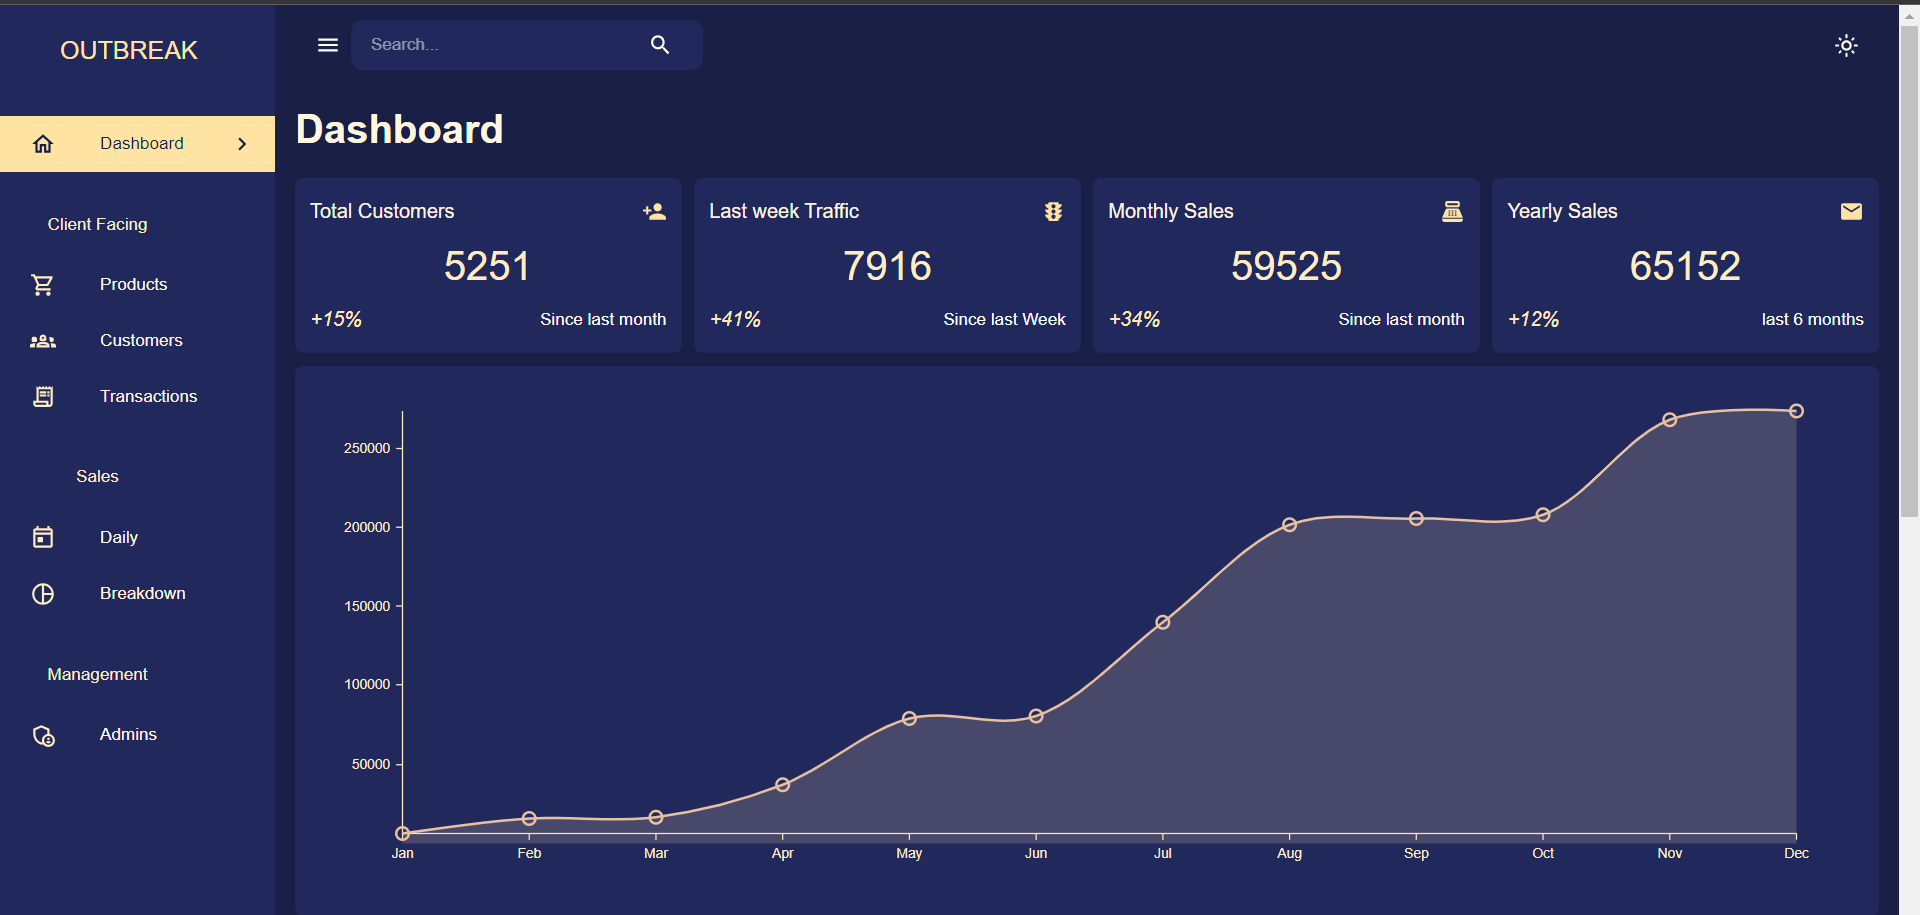 OUTBREAK
Dashboard
Client Facing
Products
Customers
Transactions
Sales
Daily
Breakdown
Management
Admins
Search...
Dashboard
Total Customers
5251
+15% Since last month
Last week Traffic
7916
+41% Since last Week
Monthly Sales
59525
+34% Since last month
Yearly Sales
65152
+12% last 6 months
250000
200000
150000
100000
50000
Jan Feb Mar Apr May Jun Jul Aug Sep Oct Nov Dec